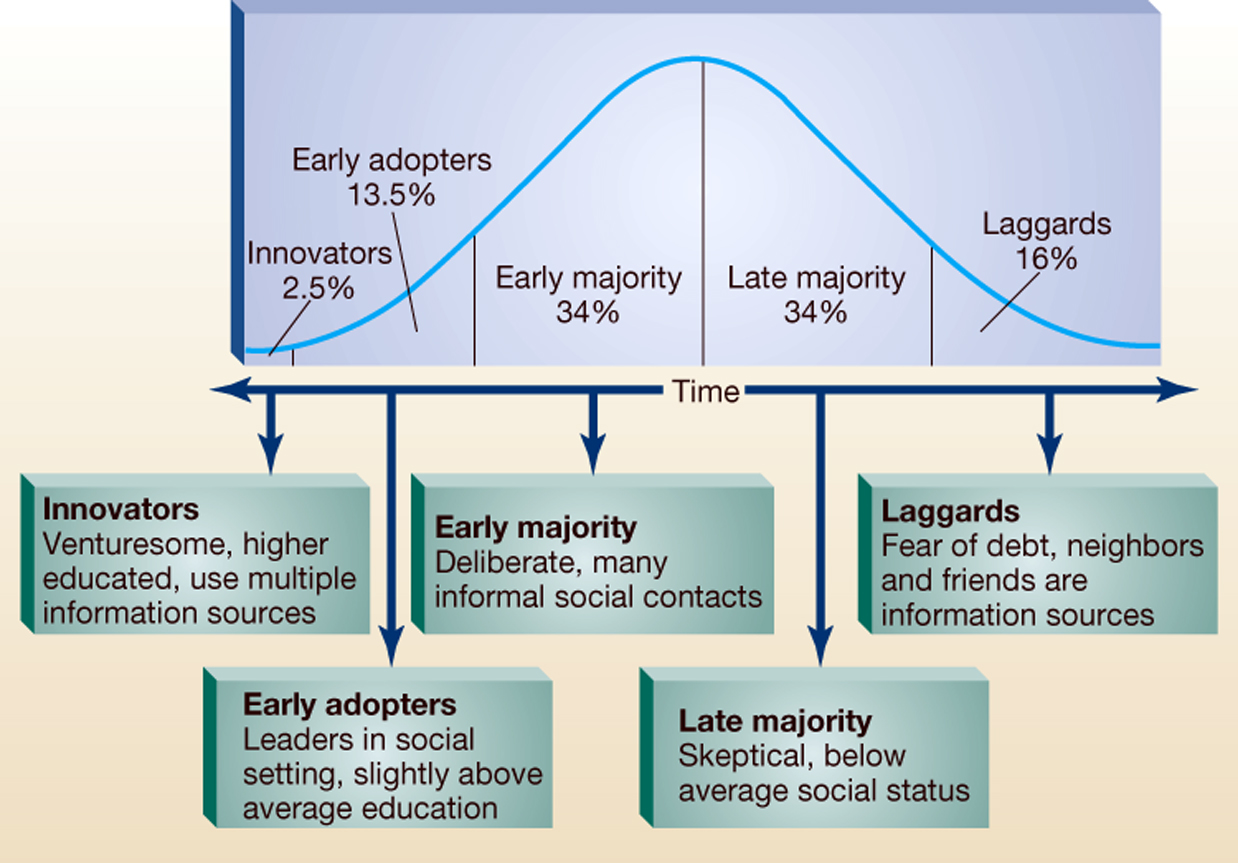 Early adopters
13.5%
Innovators
2.5%
Early majority
34%
Late majority
34%
Laggards
16%
Time
Innovators
Venturesome, higher
educated, use multiple
information sources
Early majority
Deliberate, many
informal social contacts
Laggards
Fear of debt, neighbors
and friends are
information sources
Early adopters
Leaders in social
setting, slightly above
average education
Late majority
Skeptical, below
average social status